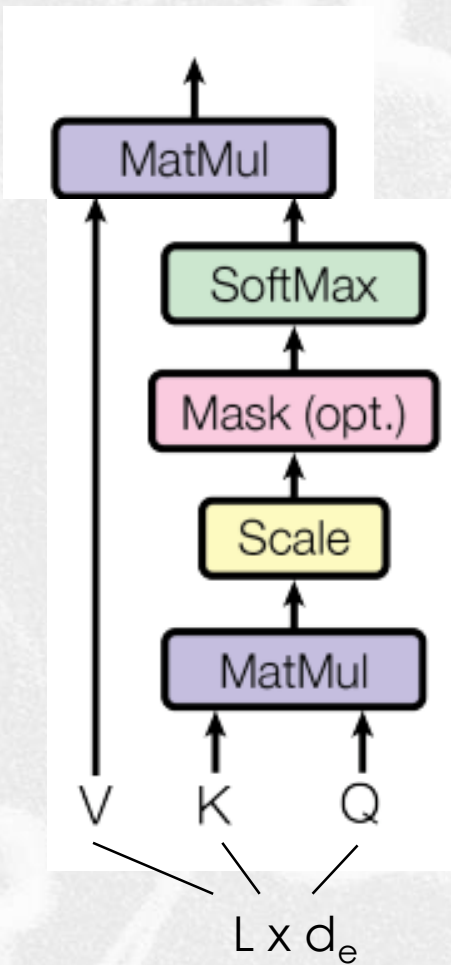 MatMul
SoftMax
Mask (opt.)
Scale
MatMul
V K Q
L x dₑ